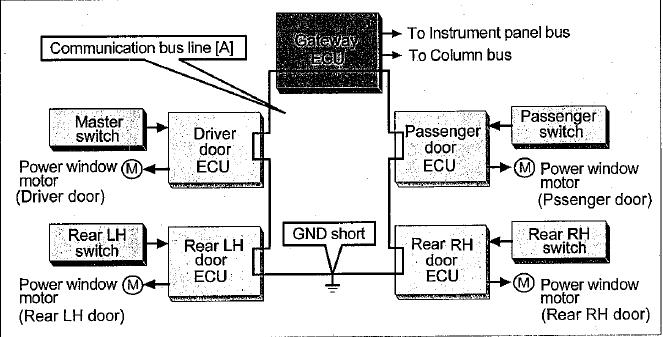 Gateway
ECU
To Instrument panel bus
To Column bus
Communication bus line [A]
Master
switch
Driver
door
ECU
Power window
motor
(Driver door)
M
Passenger
door
ECU
Passenger
switch
M
Power window
motor
(Pssenger door)
Rear LH
switch
Rear LH
door
ECU
Power window
motor
(Rear LH door)
M
GND short
Rear RH
door
ECU
Rear RH
switch
M
Power window
motor
(Rear RH door)